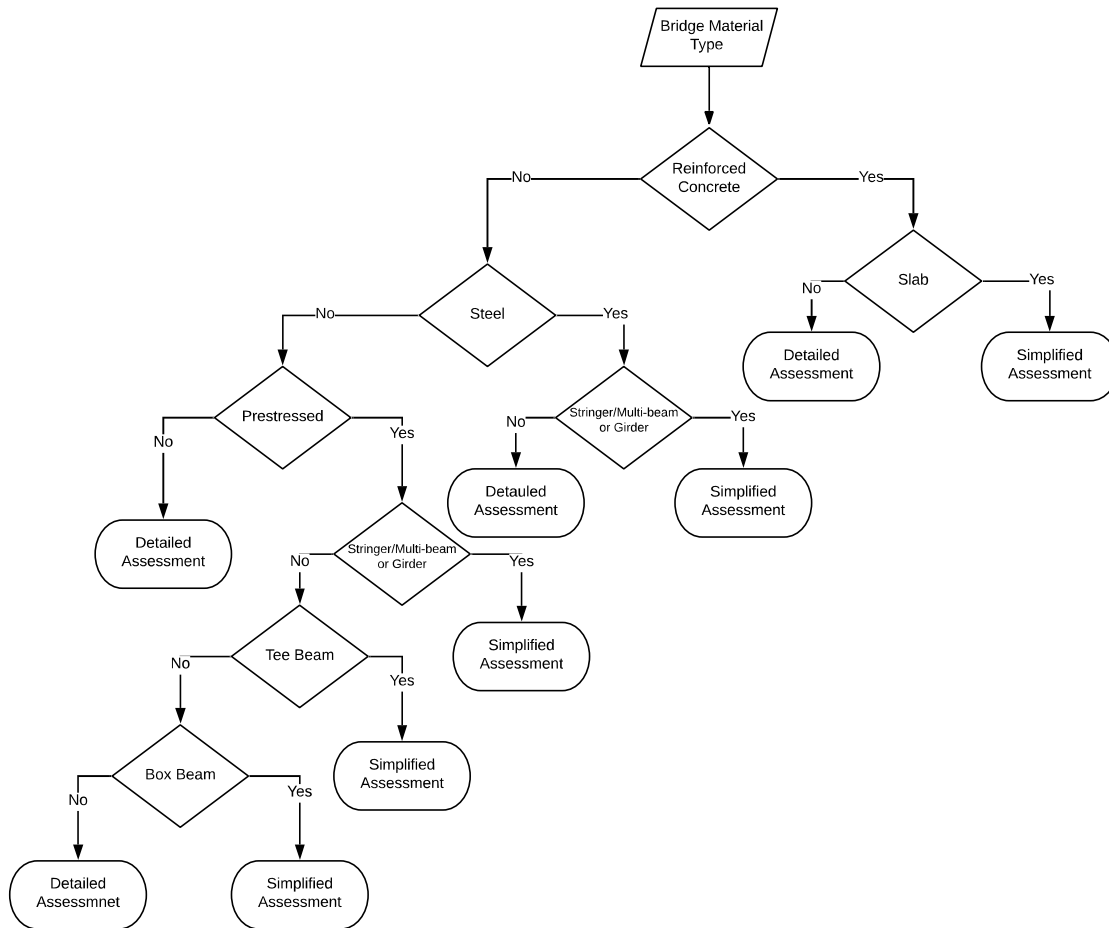 Bridge Material
Type
Reinforced
Concrete
No
Yes
Slab
No
Yes
Detailed
Assessment
Simplified
Assessment
Steel
No
Yes
Prestressed
No
Yes
Stringer/Multi-beam
or Girder
No
Yes
Detauled
Assessment
Simplified
Assessment
Detailed
Assessment
Stringer/Multi-beam
or Girder
No
Yes
Simplified
Assessment
Tee Beam
No
Yes
Simplified
Assessment
Box Beam
No
Yes
Detailed
Assessmnet
Simplified
Assessment